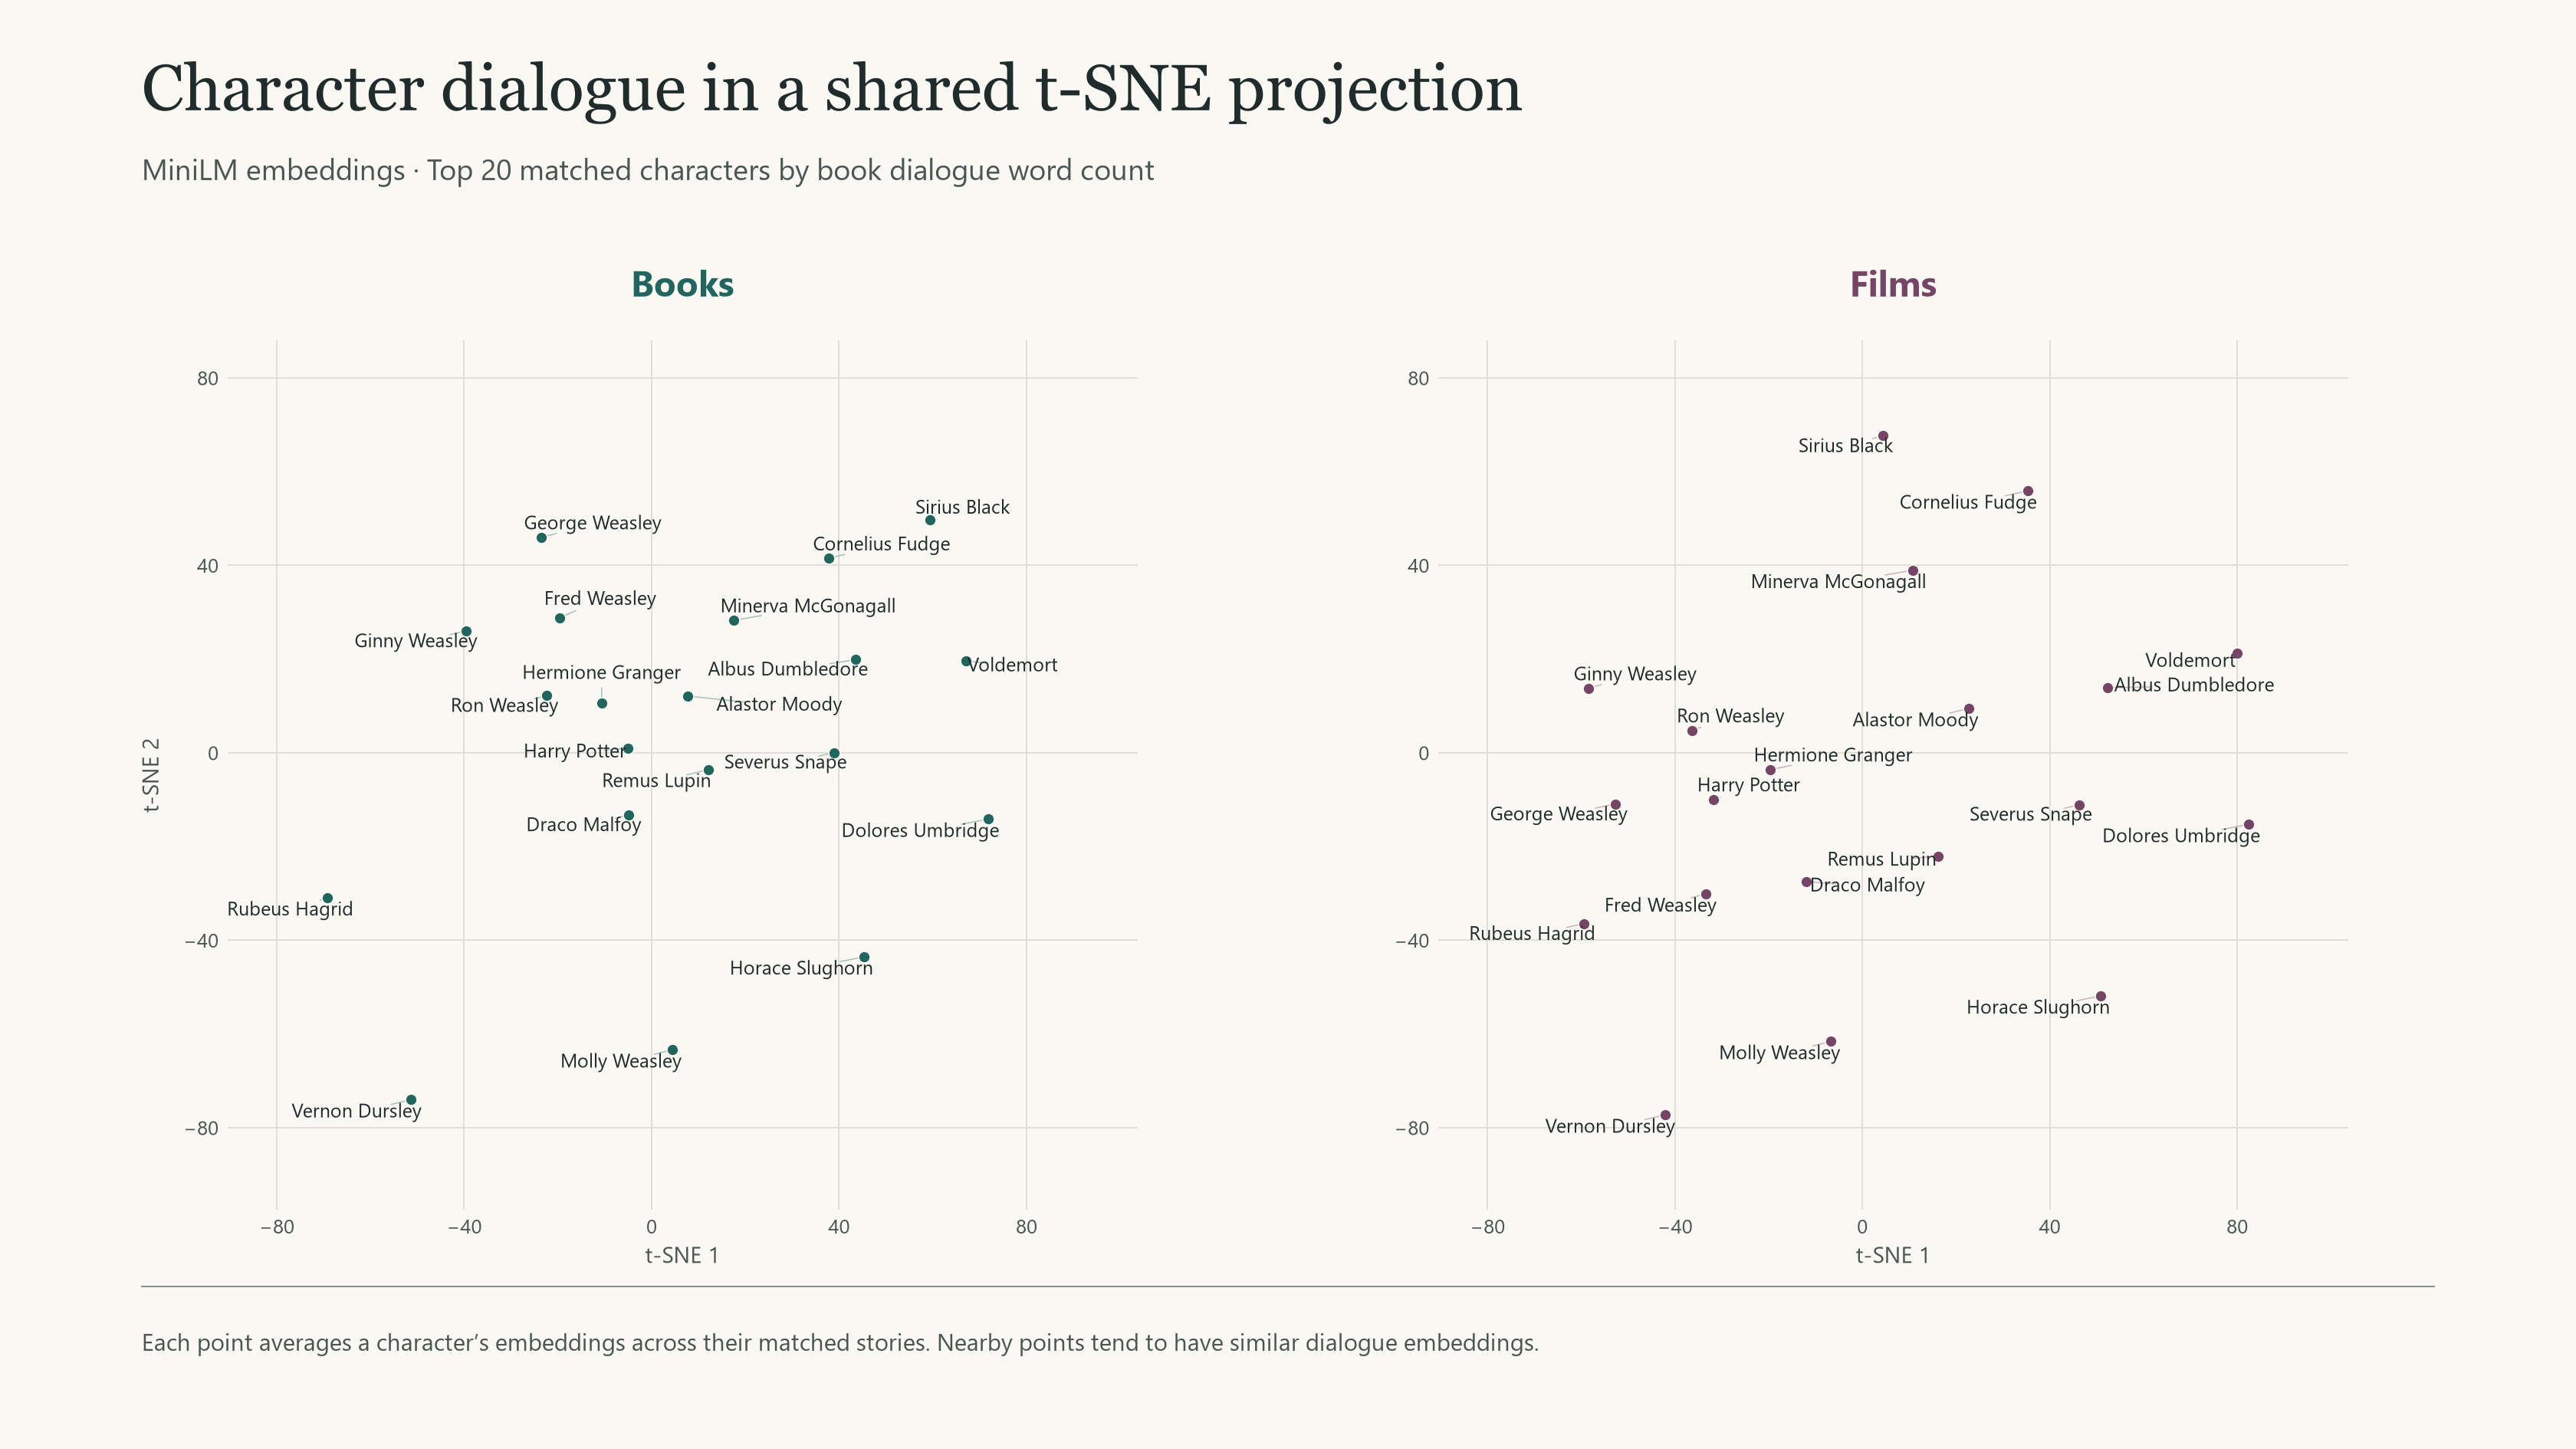 Character dialogue in a shared t-SNE projection
MiniLM embeddings · Top 20 matched characters by book dialogue word count
Books
80
40
0
−40
−80
t-SNE 2
Sirius Black
George Weasley
Cornelius Fudge
Fred Weasley
Minerva McGonagall
Ginny Weasley
Hermione Granger
Albus Dumbledore
Voldemort
Ron Weasley
Alastor Moody
Harry Potter
Severus Snape
Remus Lupin
Draco Malfoy
Dolores Umbridge
Rubeus Hagrid
Horace Slughorn
Molly Weasley
Vernon Dursley
−80
−40
0
40
80
t-SNE 1
Films
80
40
0
−40
−80
Sirius Black
Cornelius Fudge
Minerva McGonagall
Voldemort
Ginny Weasley
Albus Dumbledore
Ron Weasley
Alastor Moody
Hermione Granger
Harry Potter
George Weasley
Severus Snape
Dolores Umbridge
Remus Lupin
Draco Malfoy
Fred Weasley
Rubeus Hagrid
Horace Slughorn
Molly Weasley
Vernon Dursley
−80
−40
0
40
80
t-SNE 1
Each point averages a character’s embeddings across their matched stories. Nearby points tend to have similar dialogue embeddings.